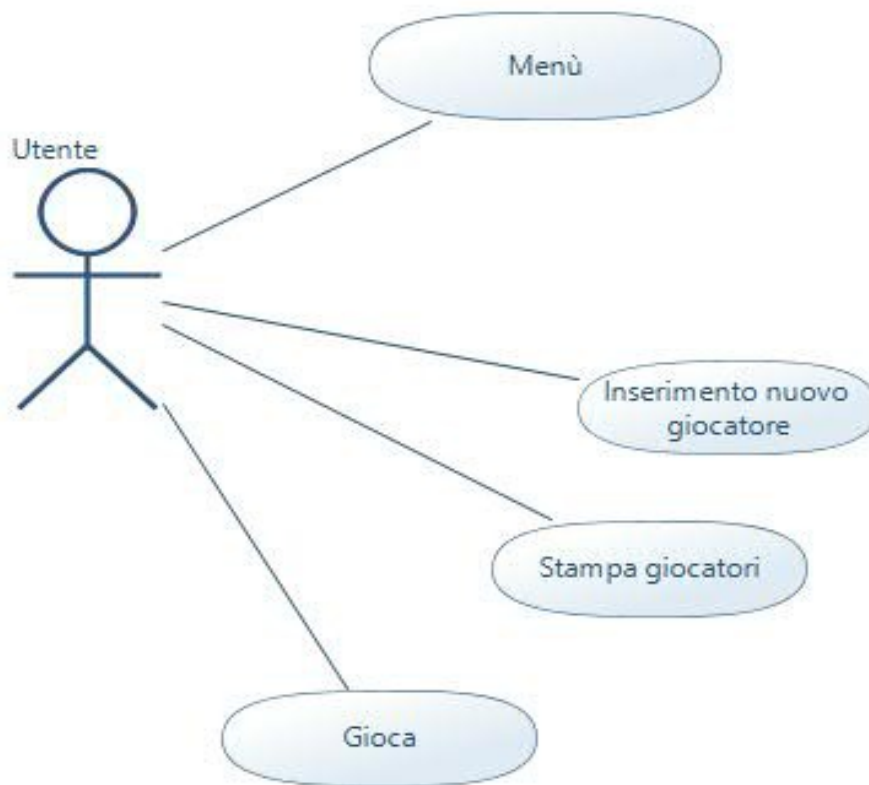 Menù
Utente
Inserimento nuovo
giocatore
Stampa giocatori
Gioca